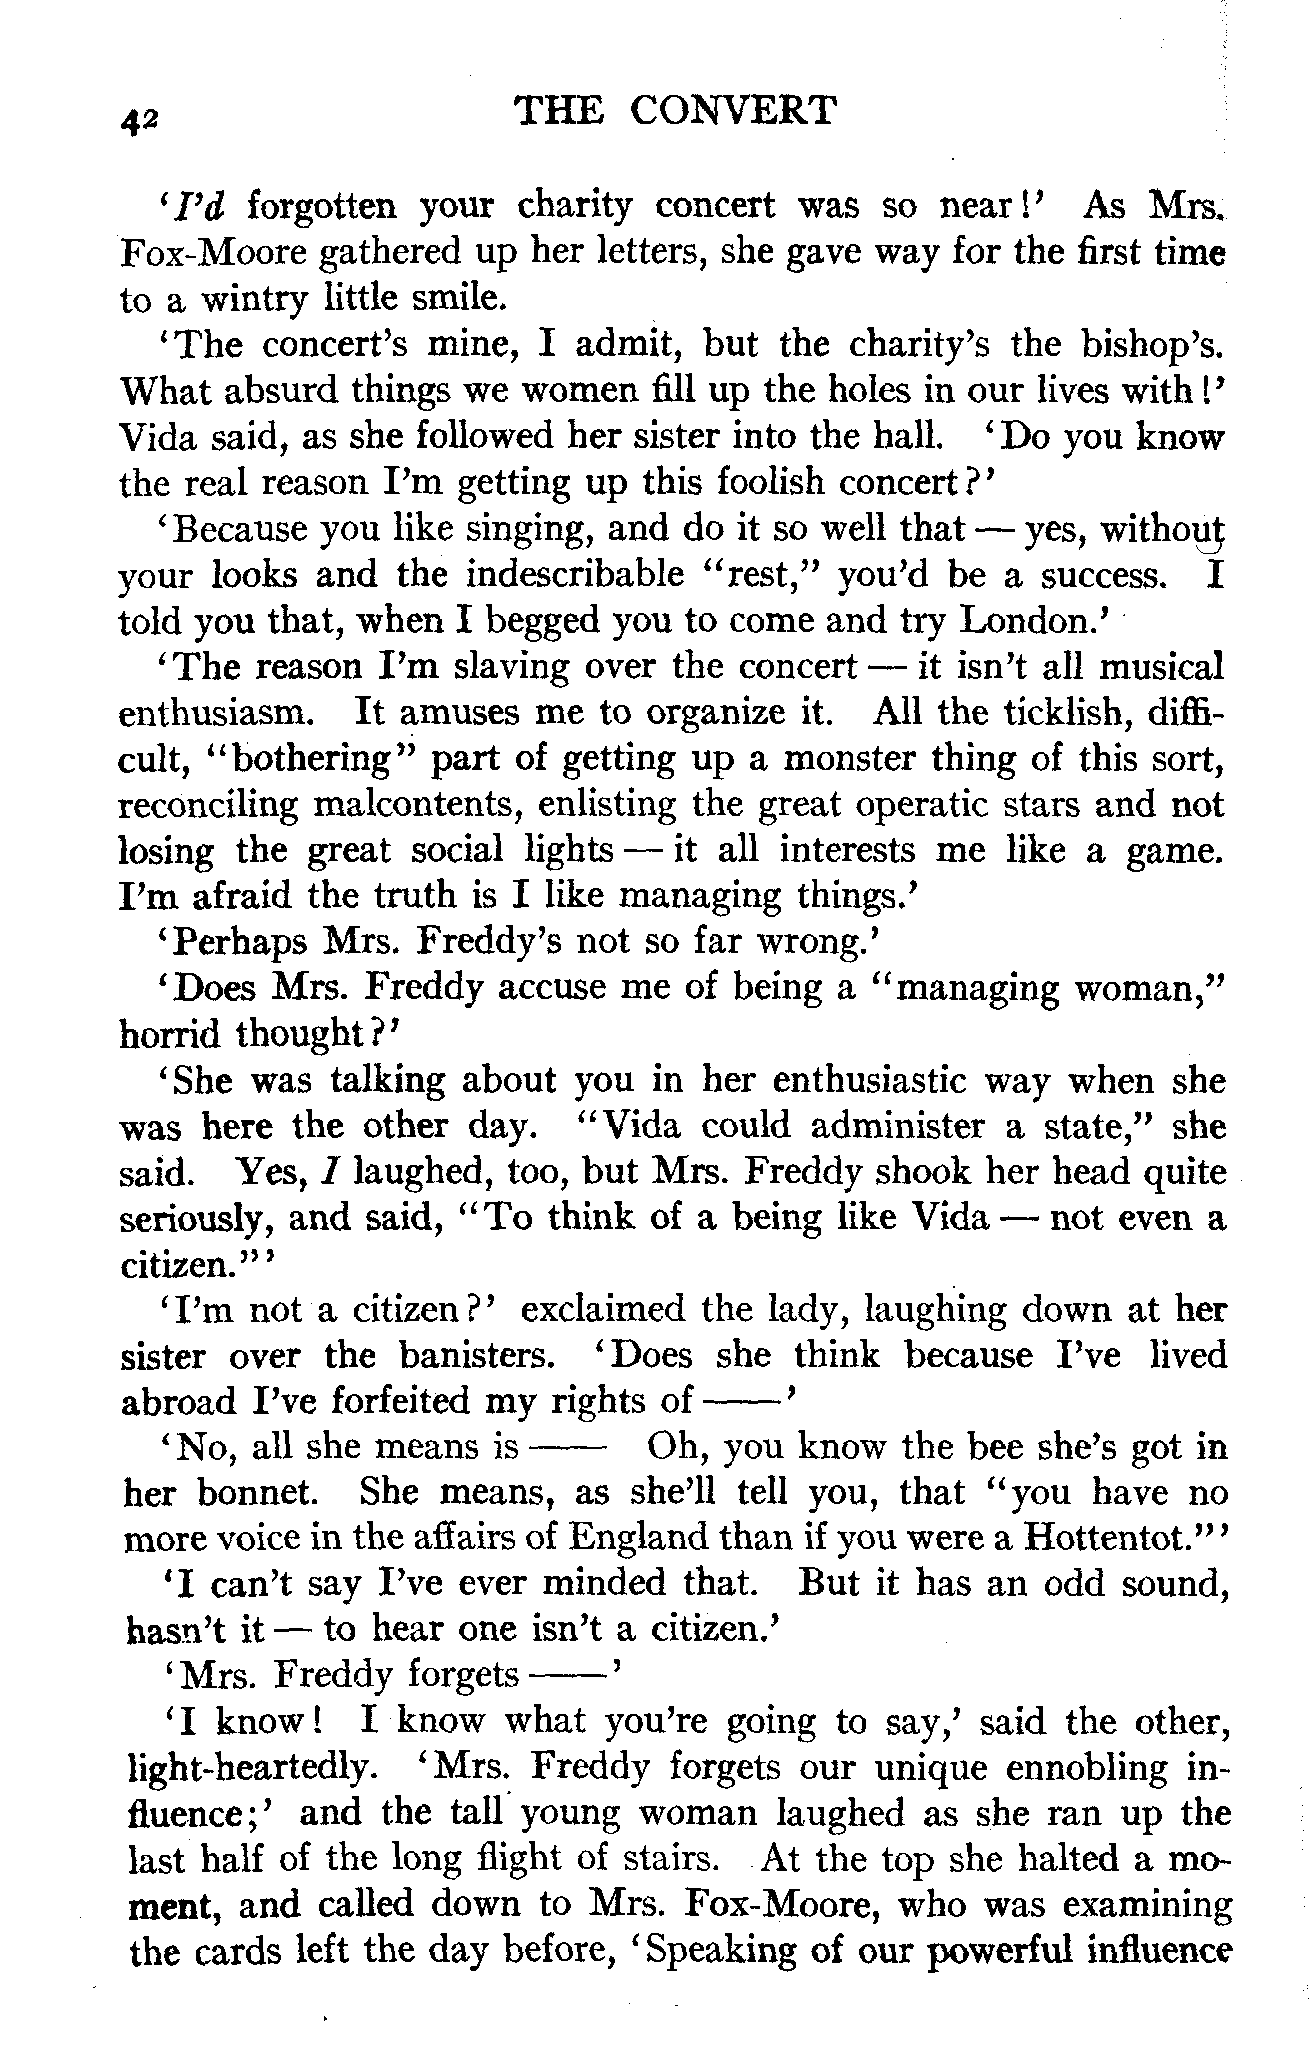 42 THE CONVERT
‘I’d forgotten your charity concert was so near!’ As Mrs.
Fox-Moore gathered up her letters, she gave way for the first time
to a wintry little smile.
‘The concert’s mine, I admit, but the charity’s the bishop’s.
What absurd things we women fill up the holes in our lives with!’
Vida said, as she followed her sister into the hall. ‘Do you know
the real reason I’m getting up this foolish concert?’
‘Because you like singing, and do it so well that — yes, without
your looks and the indescribable “rest,” you’d be a success. I
told you that, when I begged you to come and try London.’
‘The reason I’m slaving over the concert — it isn’t all musical
enthusiasm. It amuses me to organize it. All the ticklish, diffi-
cult, “bothering” part of getting up a monster thing of this sort,
reconciling malcontents, enlisting the great operatic stars and not
losing the great social lights — it all interests me like a game.
I’m afraid the truth is I like managing things.’
‘Perhaps Mrs. Freddy’s not so far wrong.’
‘Does Mrs. Freddy accuse me of being a “managing woman,”
horrid thought?’
‘She was talking about you in her enthusiastic way when she
was here the other day. “Vida could administer a state,” she
said. Yes, I laughed, too, but Mrs. Freddy shook her head quite
seriously, and said, “To think of a being like Vida — not even a
citizen.”’
‘I’m not a citizen?’ exclaimed the lady, laughing down at her
sister over the banisters. ‘Does she think because I’ve lived
abroad I’ve forfeited my rights of ——’
‘No, all she means is —— Oh, you know the bee she’s got in
her bonnet. She means, as she’ll tell you, that “you have no
more voice in the affairs of England than if you were a Hottentot.”’
‘I can’t say I’ve ever minded that. But it has an odd sound,
hasn’t it — to hear one isn’t a citizen.’
‘Mrs. Freddy forgets ——’
‘I know! I know what you’re going to say,’ said the other,
light-heartedly. ‘Mrs. Freddy forgets our unique ennobling in-
fluence;’ and the tall young woman laughed as she ran up the
last half of the long flight of stairs. At the top she halted a mo-
ment, and called down to Mrs. Fox-Moore, who was examining
the cards left the day before, ‘Speaking of our powerful influence